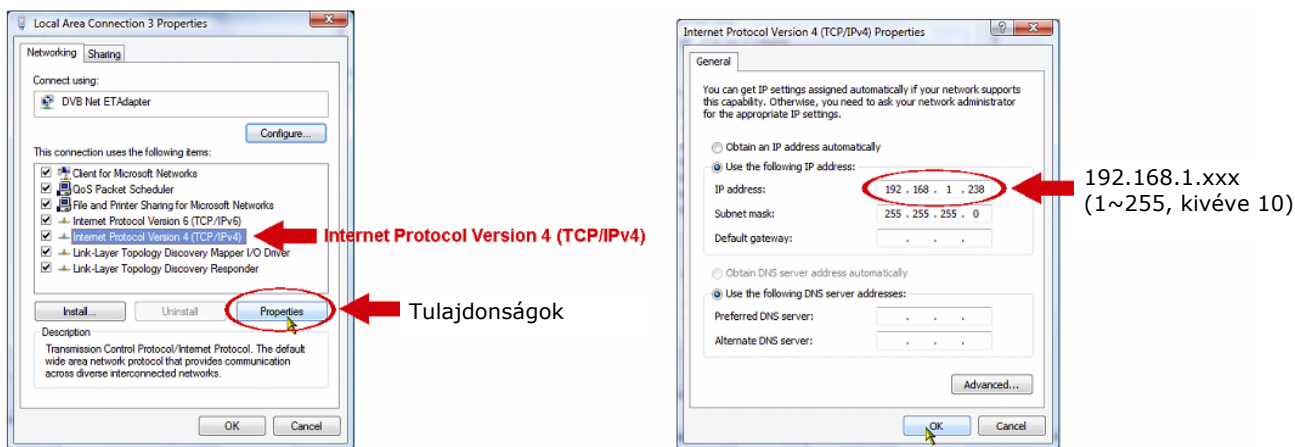 Local Area Connection 3 Properties
Networking
Sharing
Connect using:
DVB Net ETAdapter
Configure...
This connection uses the following items:
Client for Microsoft Networks
QoS Packet Scheduler
File and Printer Sharing for Microsoft Networks
Internet Protocol Version 6 (TCP/IPv6)
Internet Protocol Version 4 (TCP/IPv4)
Link-Layer Topology Discovery Mapper I/O Driver
Link-Layer Topology Discovery Responder
Internet Protocol Version 4 (TCP/IPv4)
Install...
Uninstall
Properties
Tulajdonságok
Description
Transmission Control Protocol/Internet Protocol. The default
wide area network protocol that provides communication
across diverse interconnected networks.
OK
Cancel
Internet Protocol Version 4 (TCP/IPv4) Properties
General
You can get IP settings assigned automatically if your network supports
this capability. Otherwise, you need to ask your network administrator
for the appropriate IP settings.
Obtain an IP address automatically
Use the following IP address:
IP address:
192 . 168 . 1 . 238
192.168.1.xxx
(1~255, kivéve 10)
Subnet mask:
255 . 255 . 255 . 0
Default gateway:
. . .
Obtain DNS server address automatically
Use the following DNS server addresses:
Preferred DNS server:
. . .
Alternate DNS server:
. . .
Advanced...
OK
Cancel